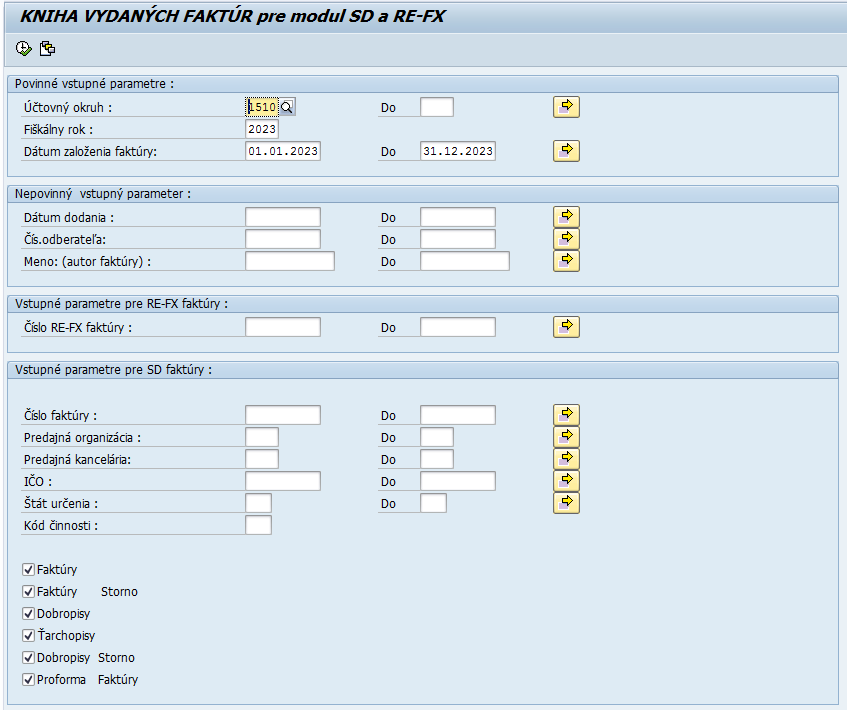 KNIHA VYDANÝCH FAKTÚR pre modul SD a RE-FX
Povinné vstupné parametre :
Účtovný okruh : 1510 Do
Fiškálny rok : 2023
Dátum založenia faktúry: 01.01.2023 Do 31.12.2023
Nepovinný vstupný parameter :
Dátum dodania : Do
Čís.odberateľa: Do
Meno: (autor faktúry) : Do
Vstupné parametre pre RE-FX faktúry :
Číslo RE-FX faktúry : Do
Vstupné parametre pre SD faktúry :
Číslo faktúry : Do
Predajná organizácia : Do
Predajná kancelária: Do
IČO : Do
Štát určenia : Do
Kód činnosti :
Faktúry
Faktúry Storno
Dobropisy
Ťarchopisy
Dobropisy Storno
Proforma Faktúry